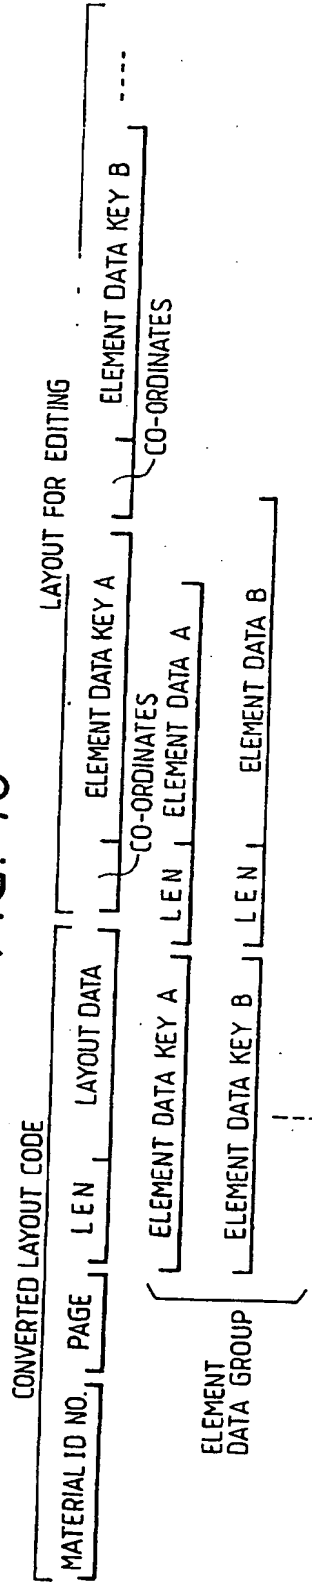 CONVERTED LAYOUT CODE
LAYOUT FOR EDITING
MATERIAL ID NO. PAGE LEN LAYOUT DATA ELEMENT DATA KEY A ELEMENT DATA KEY B
CO-ORDINATES CO-ORDINATES
ELEMENT DATA GROUP
ELEMENT DATA KEY A LEN ELEMENT DATA A
ELEMENT DATA KEY B LEN ELEMENT DATA B